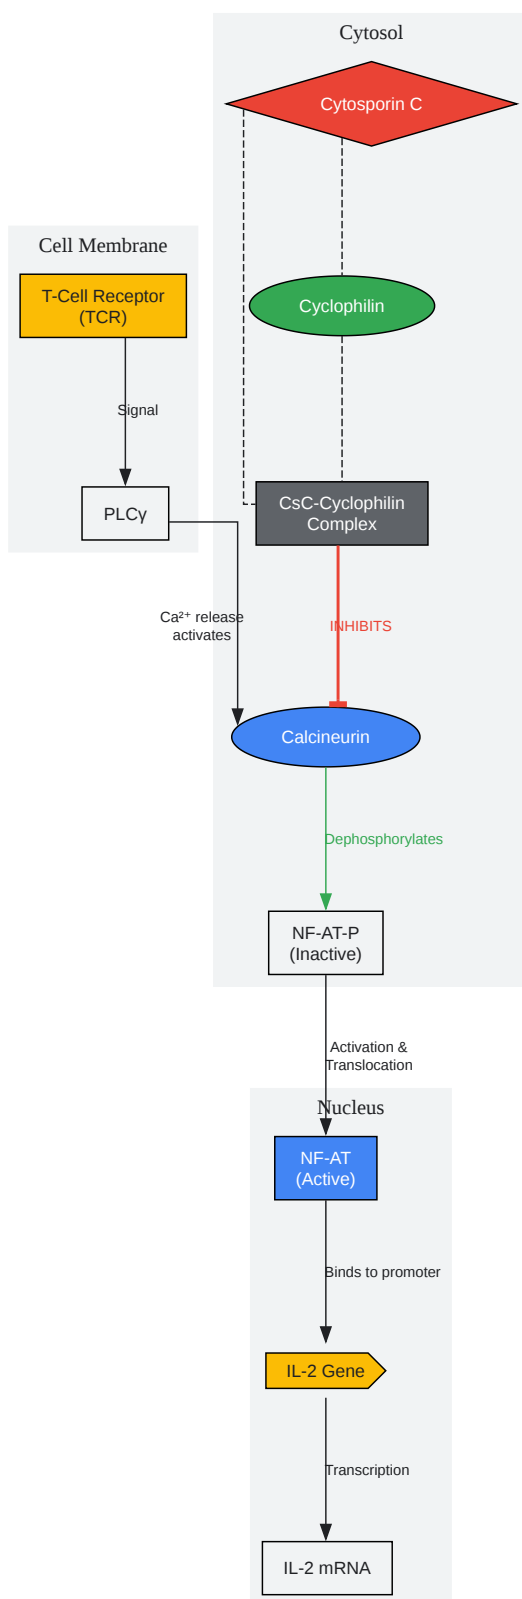 Cytosol
Cytosporin C
Cell Membrane
T-Cell Receptor
(TCR)
Cyclophilin
Signal
PLCγ
CsC-Cyclophilin
Complex
Ca²⁺ release
activates
INHIBITS
Calcineurin
Dephosphorylates
NF-AT-P
(Inactive)
Activation &
Translocation
Nucleus
NF-AT
(Active)
Binds to promoter
IL-2 Gene
Transcription
IL-2 mRNA